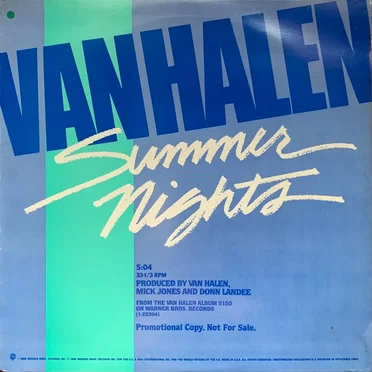 VAN HALEN
Summer
Nights
5:04
33-1/3 RPM
PRODUCED BY VAN HALEN,
MICK JONES AND DONN LANDEE
FROM THE VAN HALEN ALBUM 5150
ON WARNER BROS. RECORDS
(1-25394)
Promotional Copy. Not For Sale.